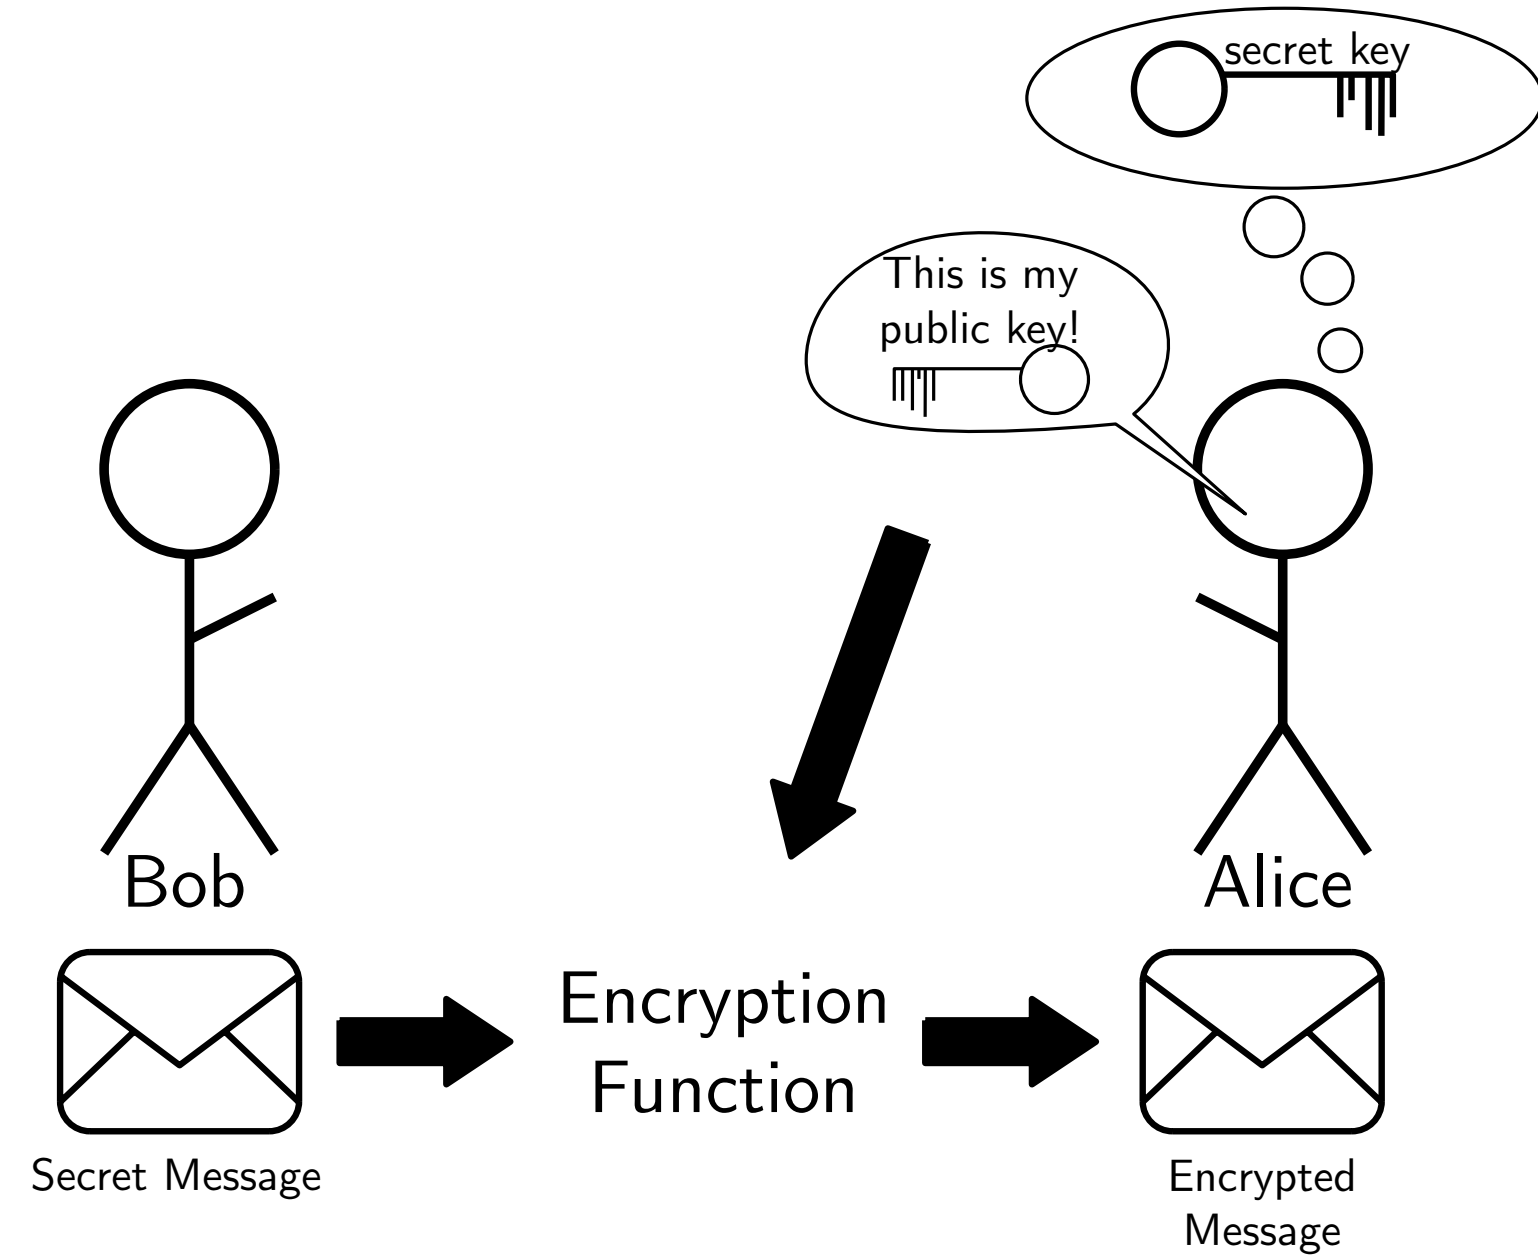 secret key
This is my
public key!
Bob
Alice
Encryption
Function
Secret Message
Encrypted
Message